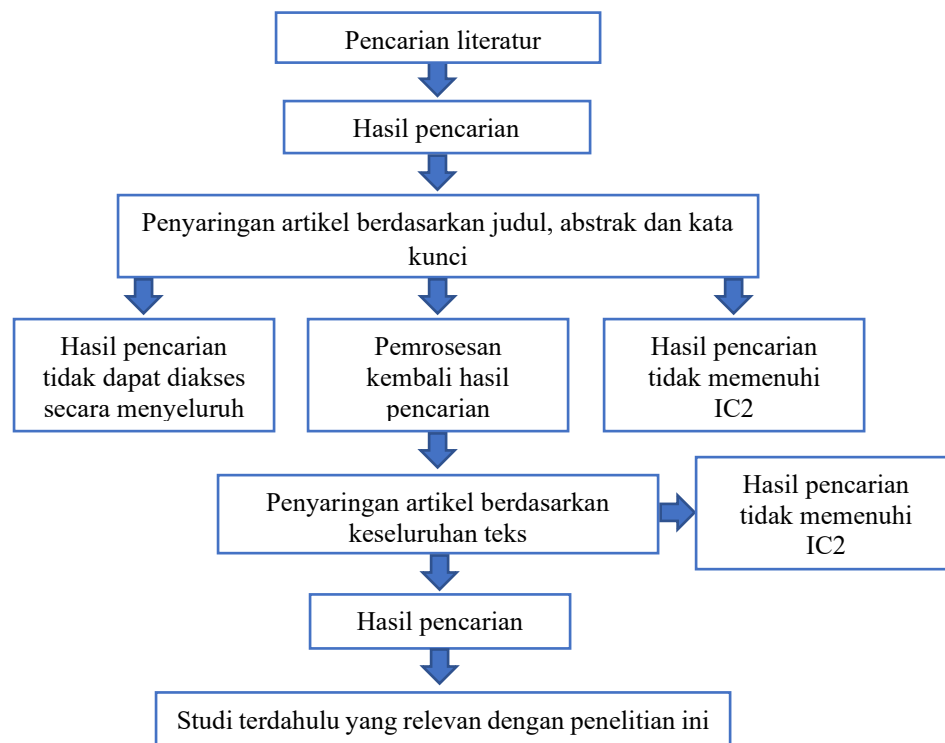 Pencarian literatur
Hasil pencarian
Penyaringan artikel berdasarkan judul, abstrak dan kata
kunci
Hasil pencarian
tidak dapat diakses
secara menyeluruh
Pemrosesan
kembali hasil
pencarian
Hasil pencarian
tidak memenuhi
IC2
Penyaringan artikel berdasarkan
keseluruhan teks
Hasil pencarian
tidak memenuhi
IC2
Hasil pencarian
Studi terdahulu yang relevan dengan penelitian ini